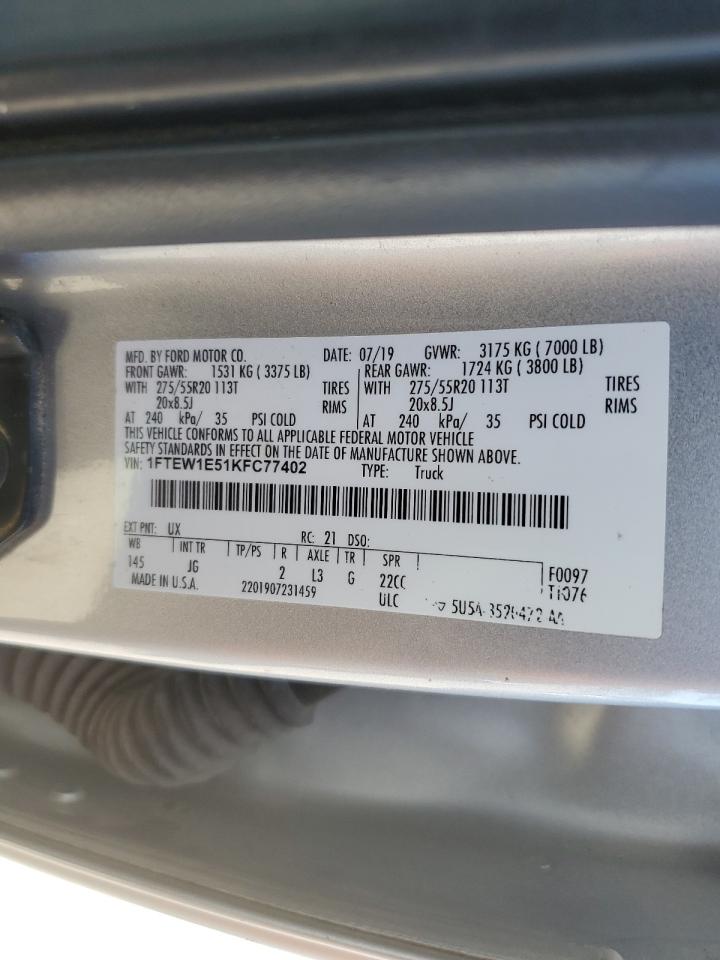 MFD. BY FORD MOTOR CO. DATE: 07/19 GVWR: 3175 KG ( 7000 LB)
FRONT GAWR: 1531 KG ( 3375 LB) REAR GAWR: 1724 KG ( 3800 LB)
WITH 275/55R20 113T TIRES WITH 275/55R20 113T TIRES
20x8.5J RIMS 20x8.5J RIMS
AT 240 kPa/ 35 PSI COLD AT 240 kPa/ 35 PSI COLD
THIS VEHICLE CONFORMS TO ALL APPLICABLE FEDERAL MOTOR VEHICLE
SAFETY STANDARDS IN EFFECT ON THE DATE OF MANUFACTURE SHOWN ABOVE.
VIN: 1FTEW1E51KFC77402 TYPE: Truck
EXT PNT: UX RC: 21 DSO:
WB INT TR TP/PS R AXLE TR SPR
145 JG 2 L3 G 22CC F0097
MADE IN U.S.A. 2201907231459 ULC T1076